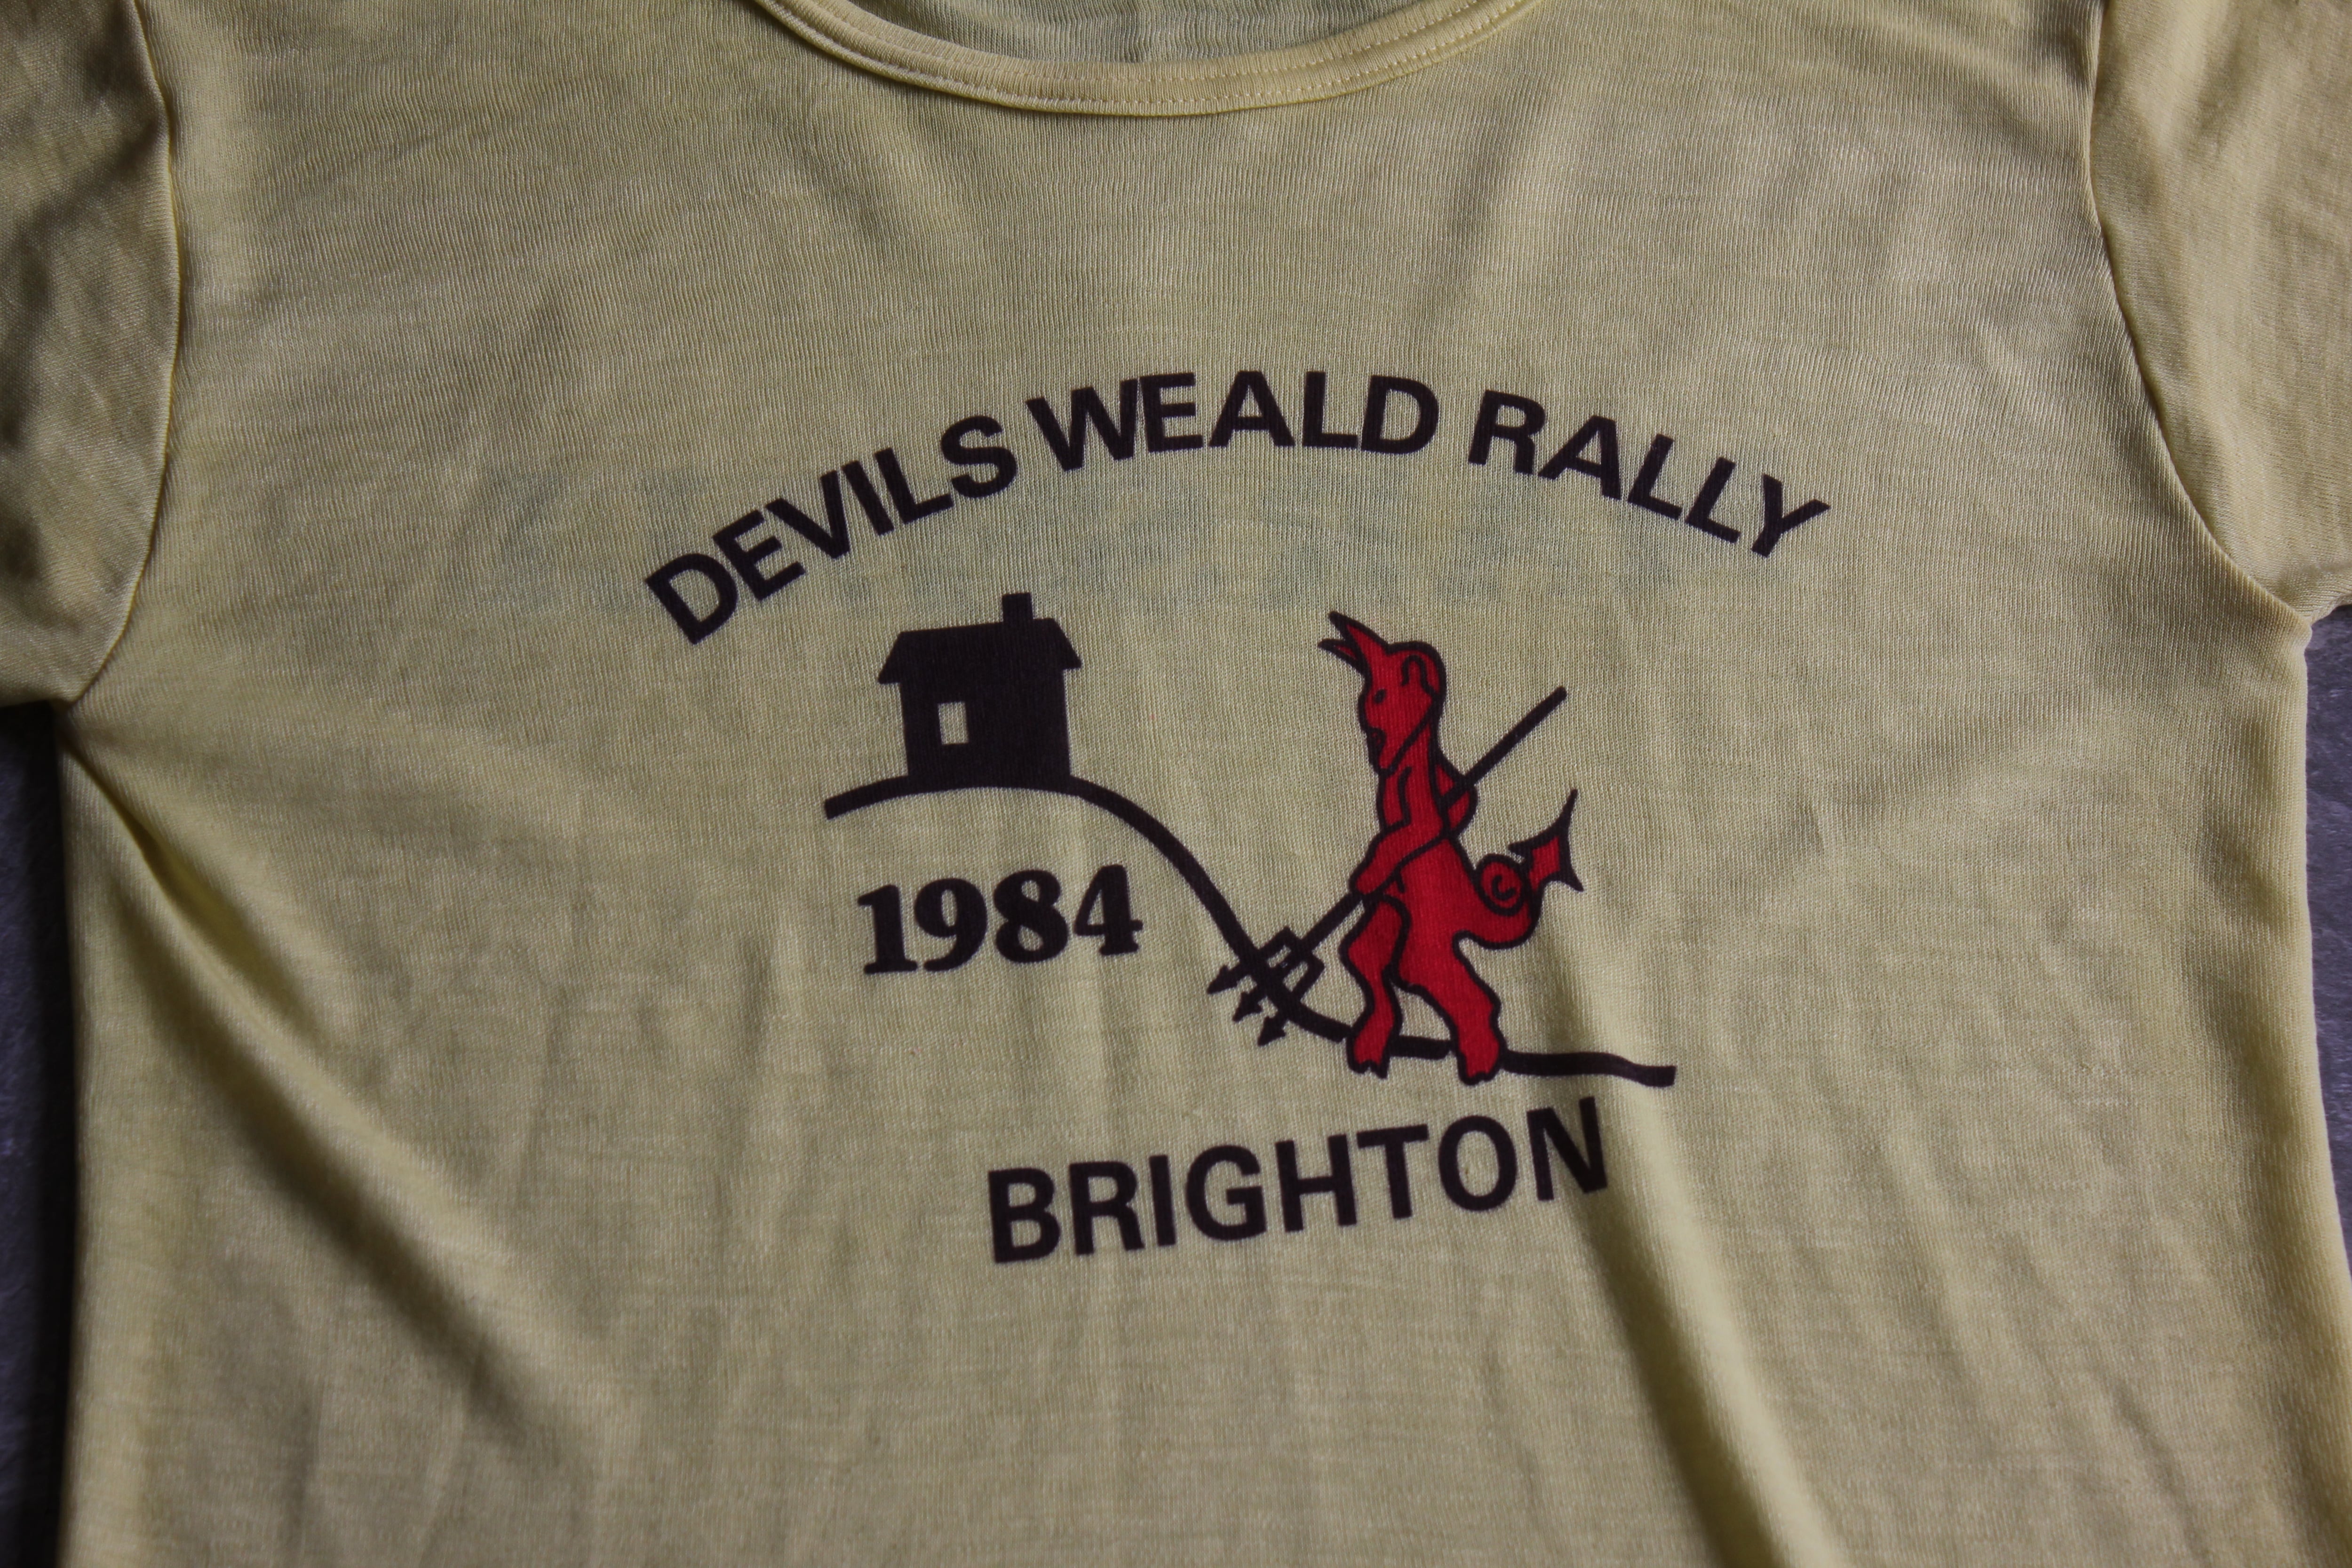 DEVILS WEALD RALLY
1984
BRIGHTON